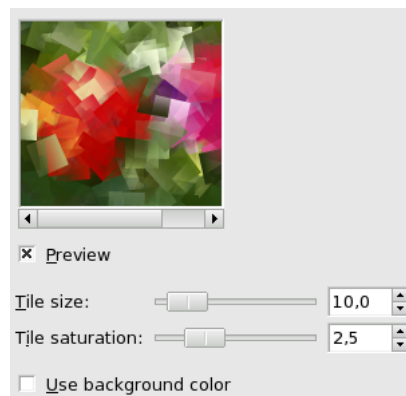 Preview
Tile size: 10,0
Tile saturation: 2,5
Use background color